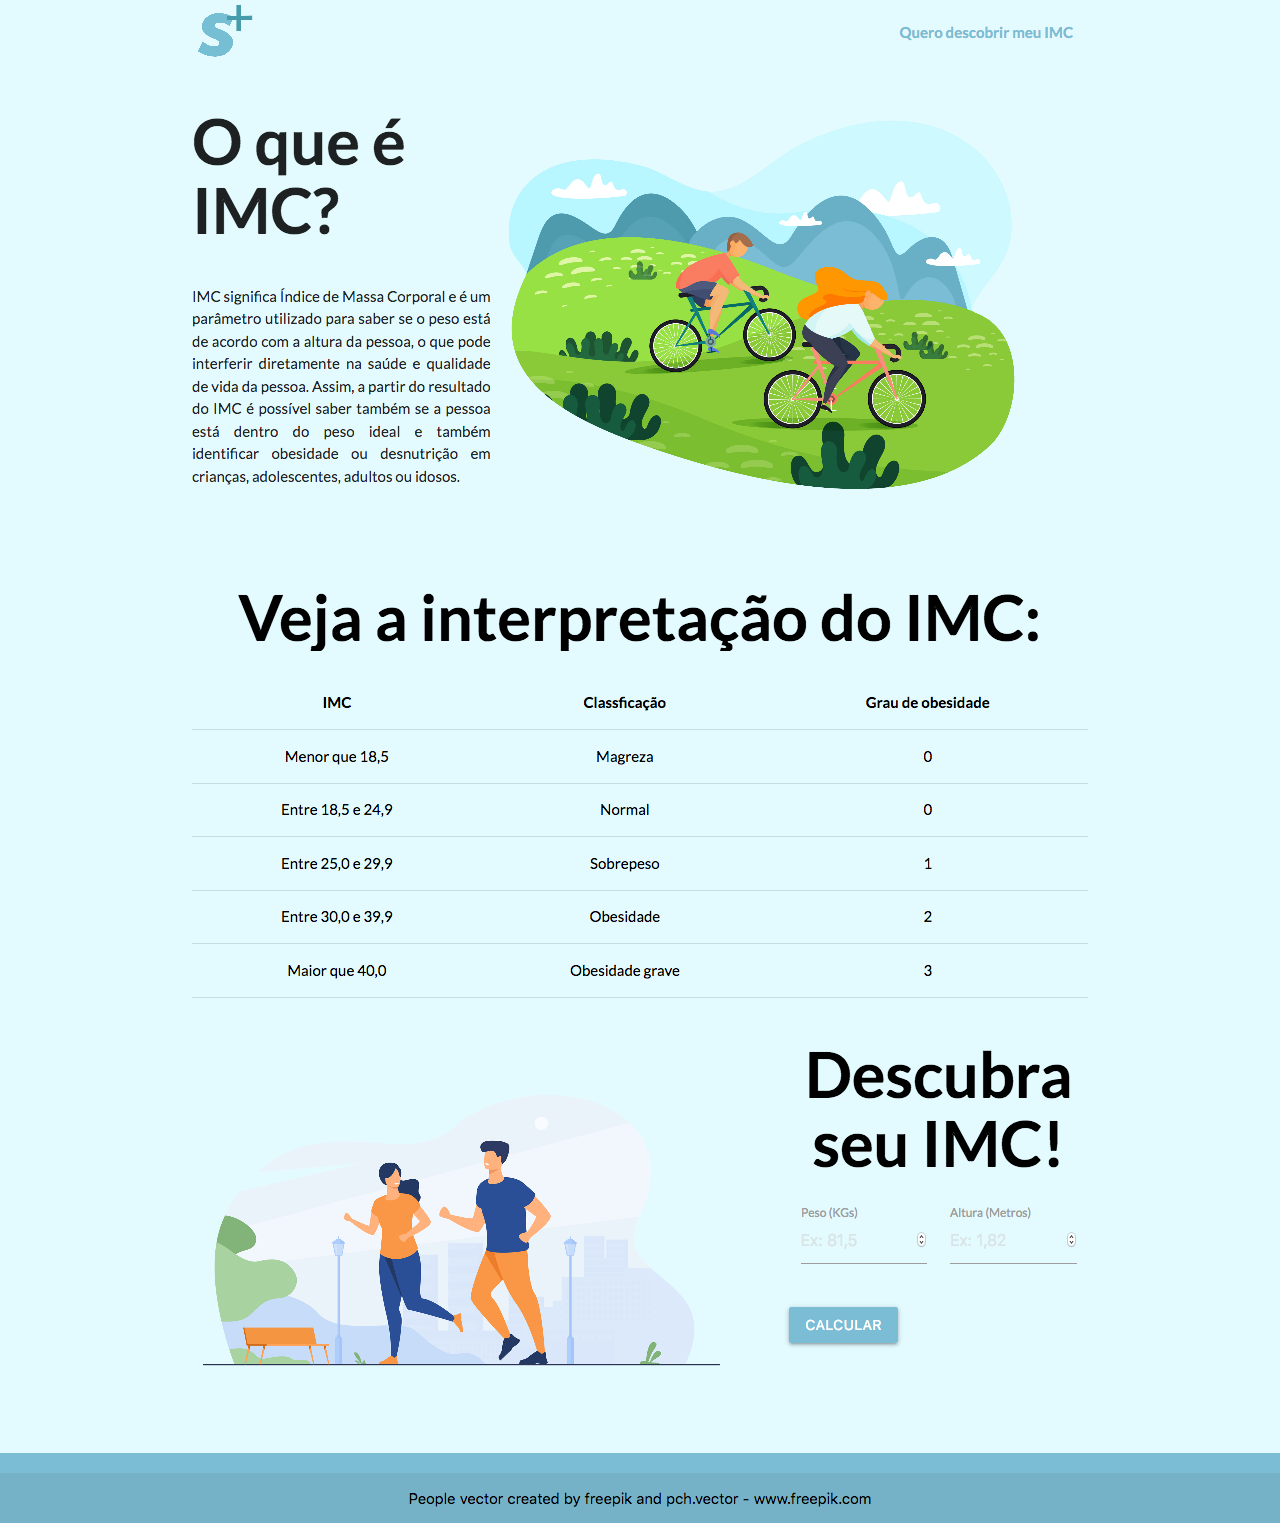 S+
Quero descobrir meu IMC
O que é
IMC?
IMC significa Índice de Massa Corporal e é um
parâmetro utilizado para saber se o peso está
de acordo com a altura da pessoa, o que pode
interferir diretamente na saúde e qualidade
de vida da pessoa. Assim, a partir do resultado
do IMC é possível saber também se a pessoa
está dentro do peso ideal e também
identificar obesidade ou desnutrição em
crianças, adolescentes, adultos ou idosos.
Veja a interpretação do IMC:
IMC Classficação Grau de obesidade
Menor que 18,5 Magreza 0
Entre 18,5 e 24,9 Normal 0
Entre 25,0 e 29,9 Sobrepeso 1
Entre 30,0 e 39,9 Obesidade 2
Maior que 40,0 Obesidade grave 3
Descubra
seu IMC!
Peso (KGs) Altura (Metros)
Ex: 81,5 Ex: 1,82
CALCULAR
People vector created by freepik and pch.vector - www.freepik.com